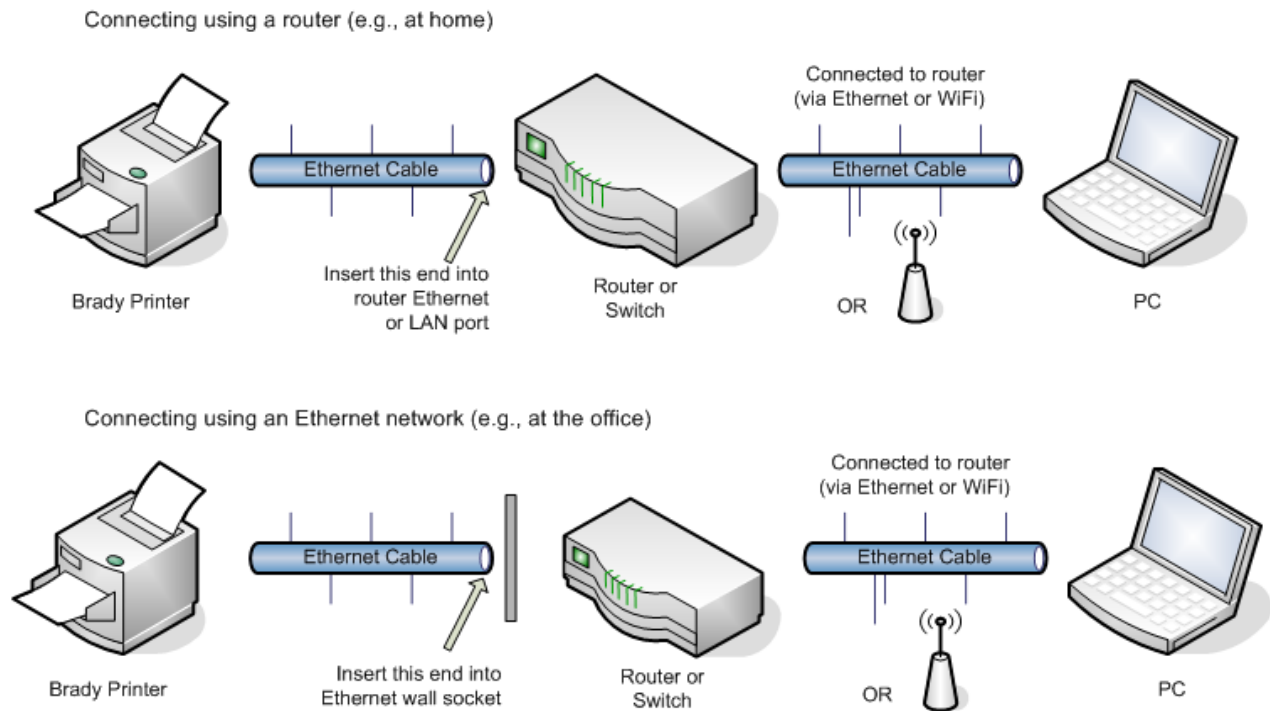 Connecting using a router (e.g., at home)
Connected to router
(via Ethernet or WiFi)
Ethernet Cable
Ethernet Cable
Insert this end into
router Ethernet
or LAN port
Brady Printer
Router or
Switch
OR
PC
Connecting using an Ethernet network (e.g., at the office)
Connected to router
(via Ethernet or WiFi)
Ethernet Cable
Ethernet Cable
Insert this end into
Ethernet wall socket
Brady Printer
Router or
Switch
OR
PC